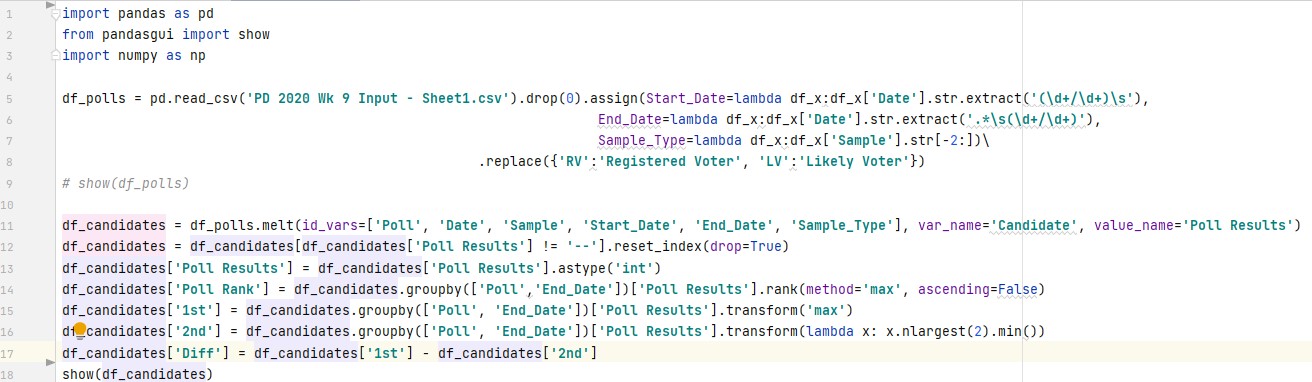 1 import pandas as pd
2 from pandasgui import show
3 import numpy as np
4
5 df_polls = pd.read_csv('PD 2020 Wk 9 Input - Sheet1.csv').drop(0).assign(Start_Date=lambda df_x:df_x['Date'].str.extract('(\d+/\d+)\s'),
6 End_Date=lambda df_x:df_x['Date'].str.extract('.*\s(\d+/\d+)'),
7 Sample_Type=lambda df_x:df_x['Sample'].str[-2:])\
8 .replace({'RV':'Registered Voter', 'LV':'Likely Voter'})
9 # show(df_polls)
10
11 df_candidates = df_polls.melt(id_vars=['Poll', 'Date', 'Sample', 'Start_Date', 'End_Date', 'Sample_Type'], var_name='Candidate', value_name='Poll Results')
12 df_candidates = df_candidates[df_candidates['Poll Results'] != '--'].reset_index(drop=True)
13 df_candidates['Poll Results'] = df_candidates['Poll Results'].astype('int')
14 df_candidates['Poll Rank'] = df_candidates.groupby(['Poll','End_Date'])['Poll Results'].rank(method='max', ascending=False)
15 df_candidates['1st'] = df_candidates.groupby(['Poll', 'End_Date'])['Poll Results'].transform('max')
16 df_candidates['2nd'] = df_candidates.groupby(['Poll', 'End_Date'])['Poll Results'].transform(lambda x: x.nlargest(2).min())
17 df_candidates['Diff'] = df_candidates['1st'] - df_candidates['2nd']
18 show(df_candidates)